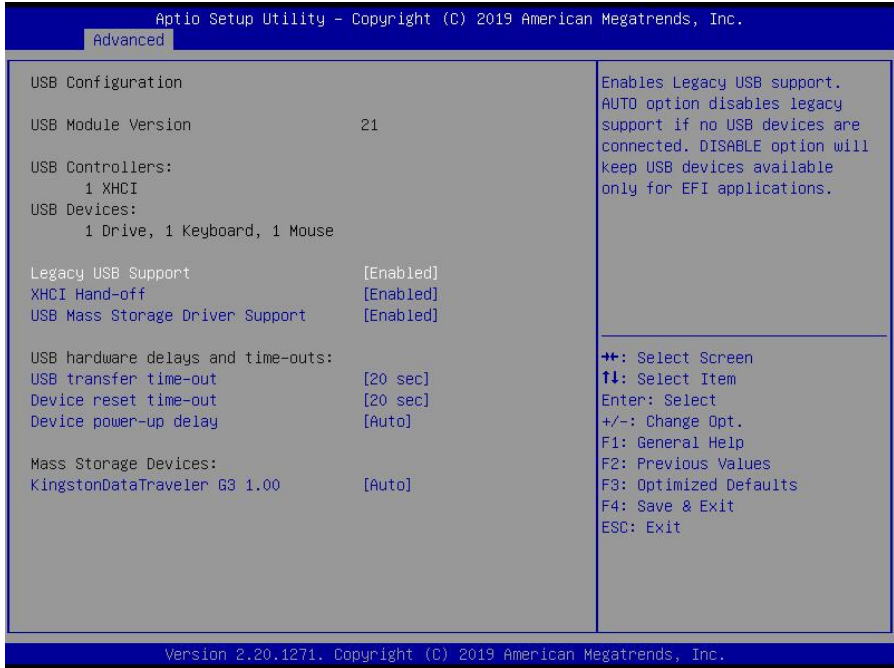 Aptio Setup Utility – Copyright (C) 2019 American Megatrends, Inc.
Advanced
USB Configuration
USB Module Version 21
USB Controllers:
1 XHCI
USB Devices:
1 Drive, 1 Keyboard, 1 Mouse
Legacy USB Support [Enabled]
XHCI Hand-off [Enabled]
USB Mass Storage Driver Support [Enabled]
USB hardware delays and time-outs:
USB transfer time-out [20 sec]
Device reset time-out [20 sec]
Device power-up delay [Auto]
Mass Storage Devices:
KingstonDataTraveler G3 1.00 [Auto]
Enables Legacy USB support.
AUTO option disables legacy
support if no USB devices are
connected. DISABLE option will
keep USB devices available
only for EFI applications.
→←: Select Screen
↑↓: Select Item
Enter: Select
+/-: Change Opt.
F1: General Help
F2: Previous Values
F3: Optimized Defaults
F4: Save & Exit
ESC: Exit
Version 2.20.1271. Copyright (C) 2019 American Megatrends, Inc.